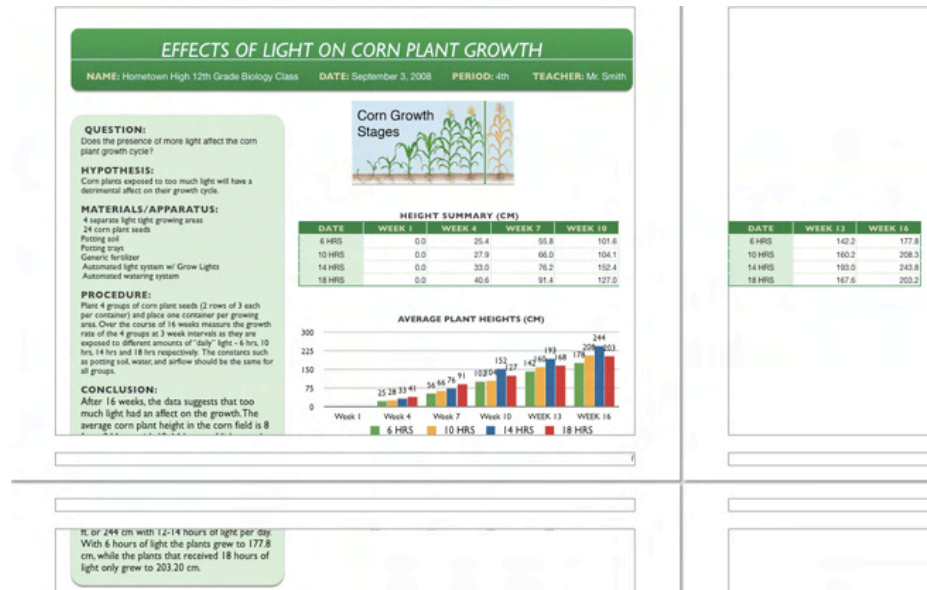 EFFECTS OF LIGHT ON CORN PLANT GROWTH
NAME: Hometown High 12th Grade Biology Class DATE: September 3, 2008 PERIOD: 4th TEACHER: Mr. Smith
QUESTION:
Does the presence of more light affect the corn
plant growth cycle?
HYPOTHESIS:
Corn plants exposed to too much light will have a
detrimental affect on their growth cycle.
MATERIALS/APPARATUS:
4 separate light tight growing areas
24 corn plant seeds
Potting soil
Potting trays
Generic fertilizer
Automated light system w/ Grow Lights
Automated watering system
PROCEDURE:
Plant 4 groups of corn plant seeds (2 rows of 3 each
per container) and place one container per growing
area. Over the course of 16 weeks measure the growth
rate of the 4 groups at 3 week intervals as they are
exposed to different amounts of "daily" light - 6 hrs, 10
hrs, 14 hrs and 18 hrs respectively. The constants such
as potting soil, water, and airflow should be the same for
all groups.
CONCLUSION:
After 16 weeks, the data suggests that too
much light had an affect on the growth. The
average corn plant height in the corn field is 8
Corn Growth
Stages
HEIGHT SUMMARY (CM)
DATE WEEK 1 WEEK 4 WEEK 7 WEEK 10
6 HRS 0.0 25.4 55.8 101.6
10 HRS 0.0 27.9 66.0 104.1
14 HRS 0.0 33.0 76.2 152.4
18 HRS 0.0 40.6 91.4 127.0
DATE WEEK 13 WEEK 16
6 HRS 142.2 177.8
10 HRS 160.2 208.3
14 HRS 193.0 243.8
18 HRS 167.6 203.2
AVERAGE PLANT HEIGHTS (CM)
300
225
150
75
0
25 28 33 41
56 66 76 91
102 104 152 127
142 160 193 168
178 208 244 203
Week 1 Week 4 Week 7 Week 10 WEEK 13 WEEK 16
6 HRS 10 HRS 14 HRS 18 HRS
1
ft. or 244 cm with 12-14 hours of light per day.
With 6 hours of light the plants grew to 177.8
cm, while the plants that received 18 hours of
light only grew to 203.20 cm.